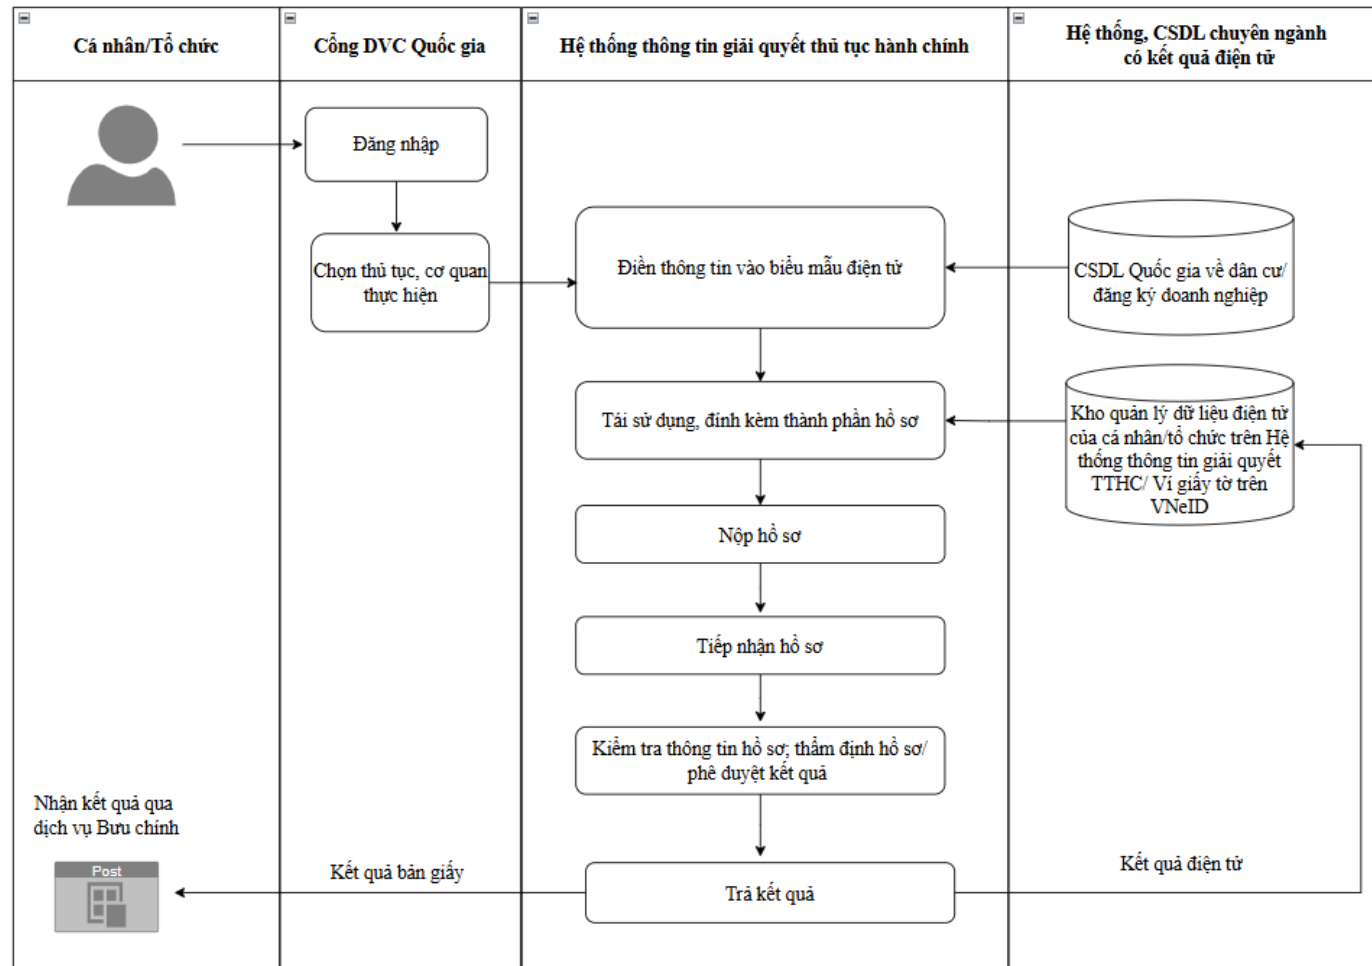 Cá nhân/Tổ chức
Cổng DVC Quốc gia
Hệ thống thông tin giải quyết thủ tục hành chính
Hệ thống, CSDL chuyên ngành
có kết quả điện tử
Đăng nhập
Chọn thủ tục, cơ quan
thực hiện
Điền thông tin vào biểu mẫu điện tử
CSDL Quốc gia về dân cư/
đăng ký doanh nghiệp
Tái sử dụng, đính kèm thành phần hồ sơ
Kho quản lý dữ liệu điện tử
của cá nhân/tổ chức trên Hệ
thống thông tin giải quyết
TTHC/ Ví giấy tờ trên
VNeID
Nộp hồ sơ
Tiếp nhận hồ sơ
Kiểm tra thông tin hồ sơ; thẩm định hồ sơ/
phê duyệt kết quả
Nhận kết quả qua
dịch vụ Bưu chính
Post
Kết quả bản giấy
Trả kết quả
Kết quả điện tử